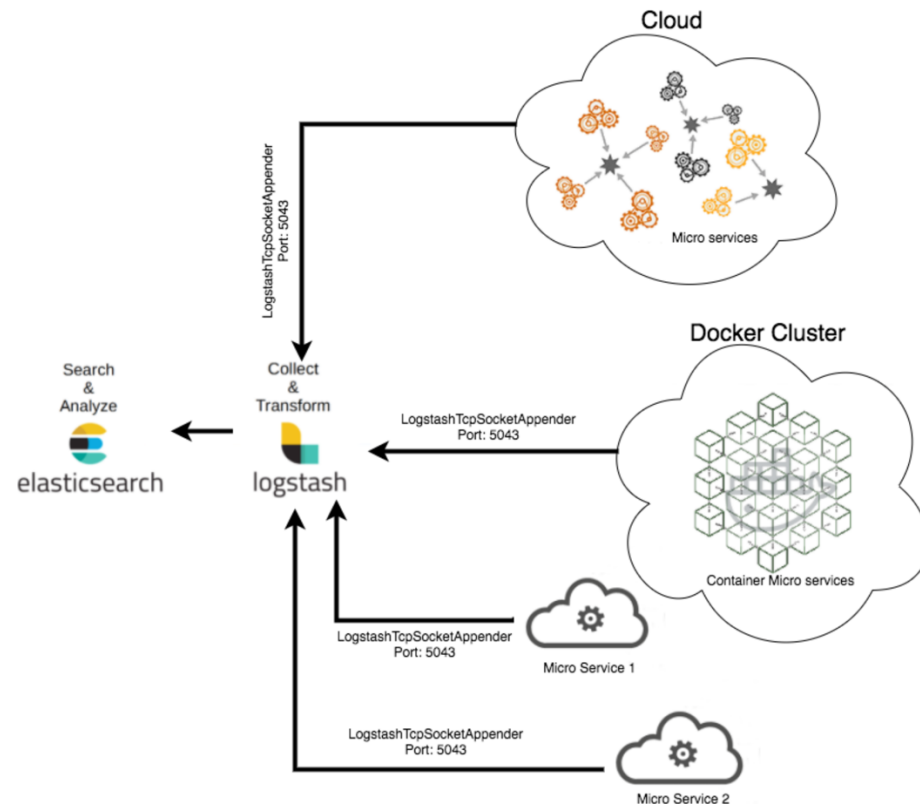 Cloud
Micro services
LogstashTcpSocketAppender
Port: 5043
Docker Cluster
Search
&
Analyze
elasticsearch
Collect
&
Transform
logstash
LogstashTcpSocketAppender
Port: 5043
Container Micro services
LogstashTcpSocketAppender
Port: 5043
Micro Service 1
LogstashTcpSocketAppender
Port: 5043
Micro Service 2